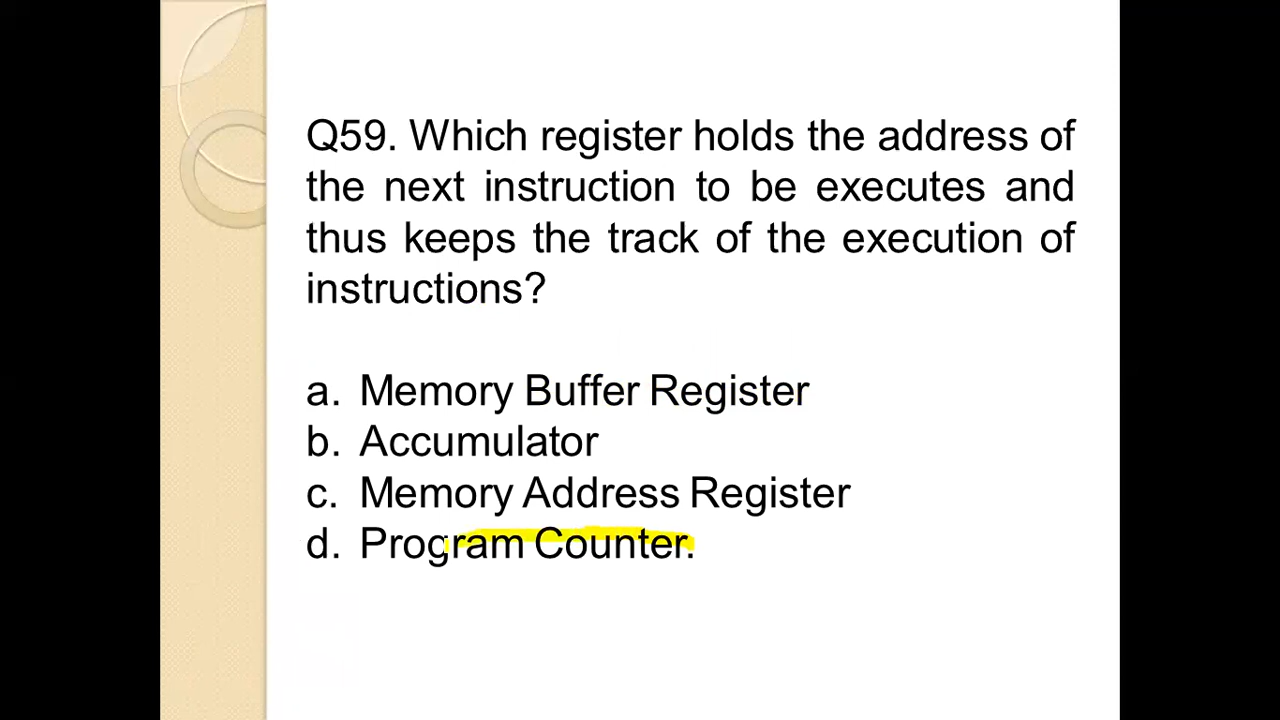 Q59. Which register holds the address of
the next instruction to be executes and
thus keeps the track of the execution of
instructions?
a. Memory Buffer Register
b. Accumulator
c. Memory Address Register
d. Program Counter.